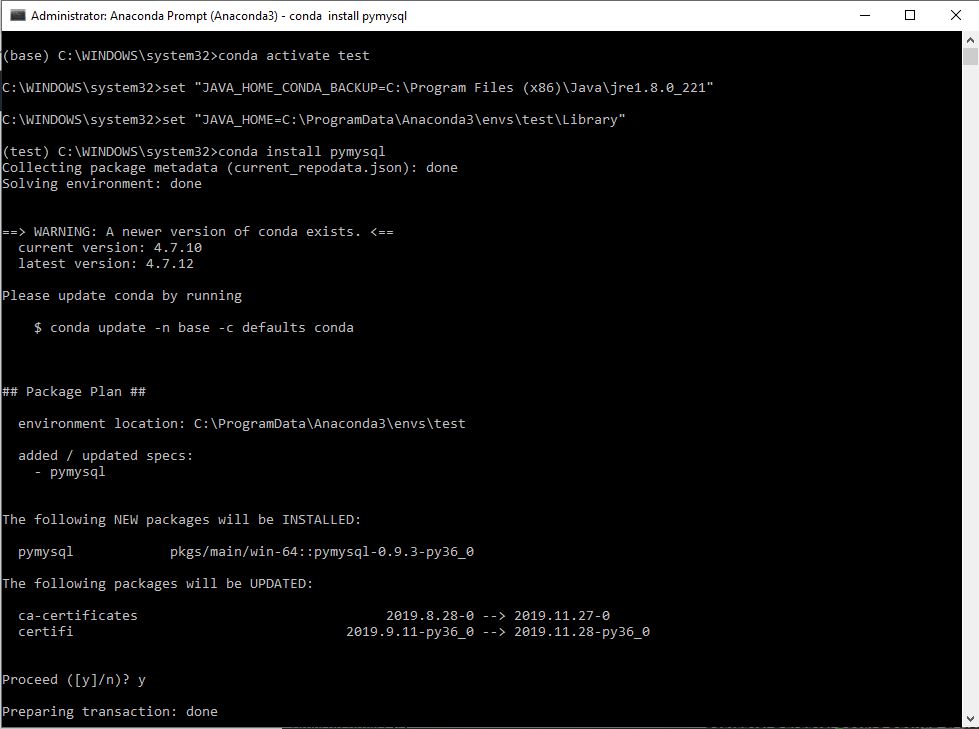 Administrator: Anaconda Prompt (Anaconda3) - conda install pymysql
(base) C:\WINDOWS\system32>conda activate test
C:\WINDOWS\system32>set "JAVA_HOME_CONDA_BACKUP=C:\Program Files (x86)\Java\jre1.8.0_221"
C:\WINDOWS\system32>set "JAVA_HOME=C:\ProgramData\Anaconda3\envs\test\Library"
(test) C:\WINDOWS\system32>conda install pymysql
Collecting package metadata (current_repodata.json): done
Solving environment: done
==> WARNING: A newer version of conda exists. <==
current version: 4.7.10
latest version: 4.7.12
Please update conda by running
$ conda update -n base -c defaults conda
## Package Plan ##
environment location: C:\ProgramData\Anaconda3\envs\test
added / updated specs:
- pymysql
The following NEW packages will be INSTALLED:
pymysql pkgs/main/win-64::pymysql-0.9.3-py36_0
The following packages will be UPDATED:
ca-certificates 2019.8.28-0 --> 2019.11.27-0
certifi 2019.9.11-py36_0 --> 2019.11.28-py36_0
Proceed ([y]/n)? y
Preparing transaction: done